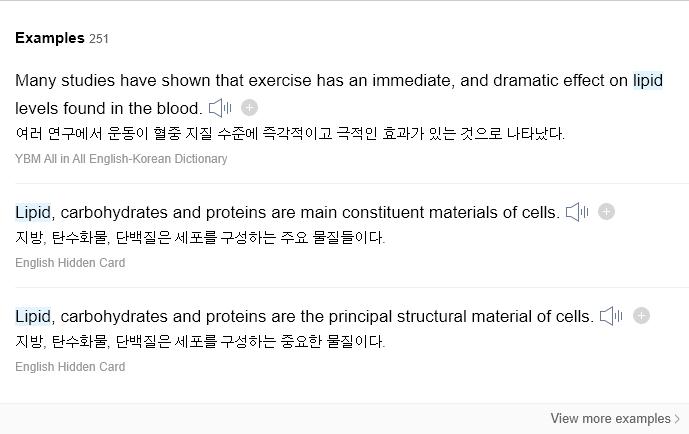 Examples 251
Many studies have shown that exercise has an immediate, and dramatic effect on lipid
levels found in the blood.
여러 연구에서 운동이 혈중 지질 수준에 즉각적이고 극적인 효과가 있는 것으로 나타났다.
YBM All in All English-Korean Dictionary
Lipid, carbohydrates and proteins are main constituent materials of cells.
지방, 탄수화물, 단백질은 세포를 구성하는 주요 물질들이다.
English Hidden Card
Lipid, carbohydrates and proteins are the principal structural material of cells.
지방, 탄수화물, 단백질은 세포를 구성하는 중요한 물질이다.
English Hidden Card
View more examples